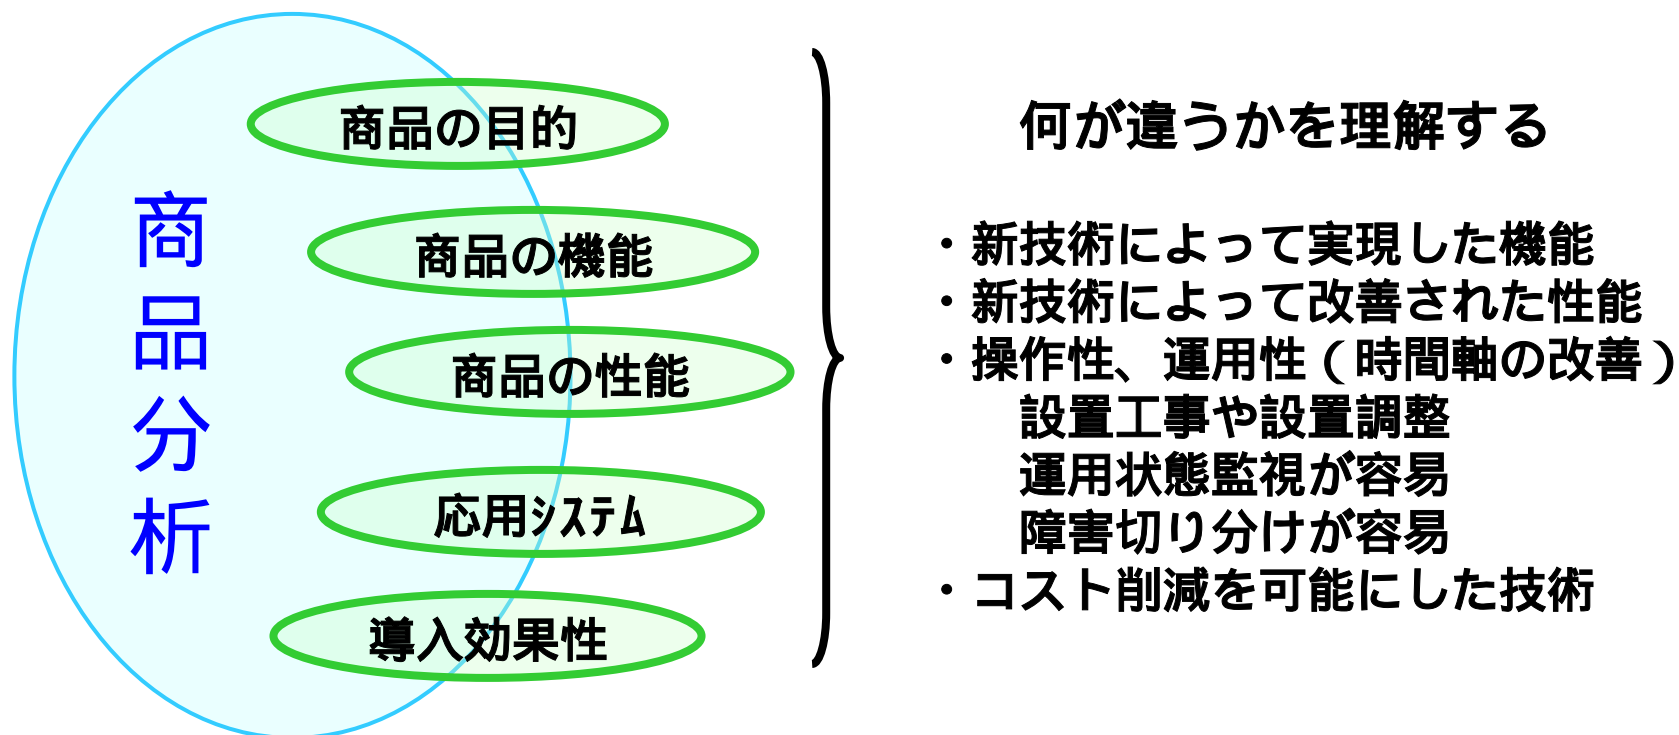 商品分析
商品の目的
商品の機能
商品の性能
応用ｼｽﾃﾑ
導入効果性
何が違うかを理解する
・新技術によって実現した機能
・新技術によって改善された性能
・操作性、運用性（時間軸の改善）
設置工事や設置調整
運用状態監視が容易
障害切り分けが容易
・コスト削減を可能にした技術